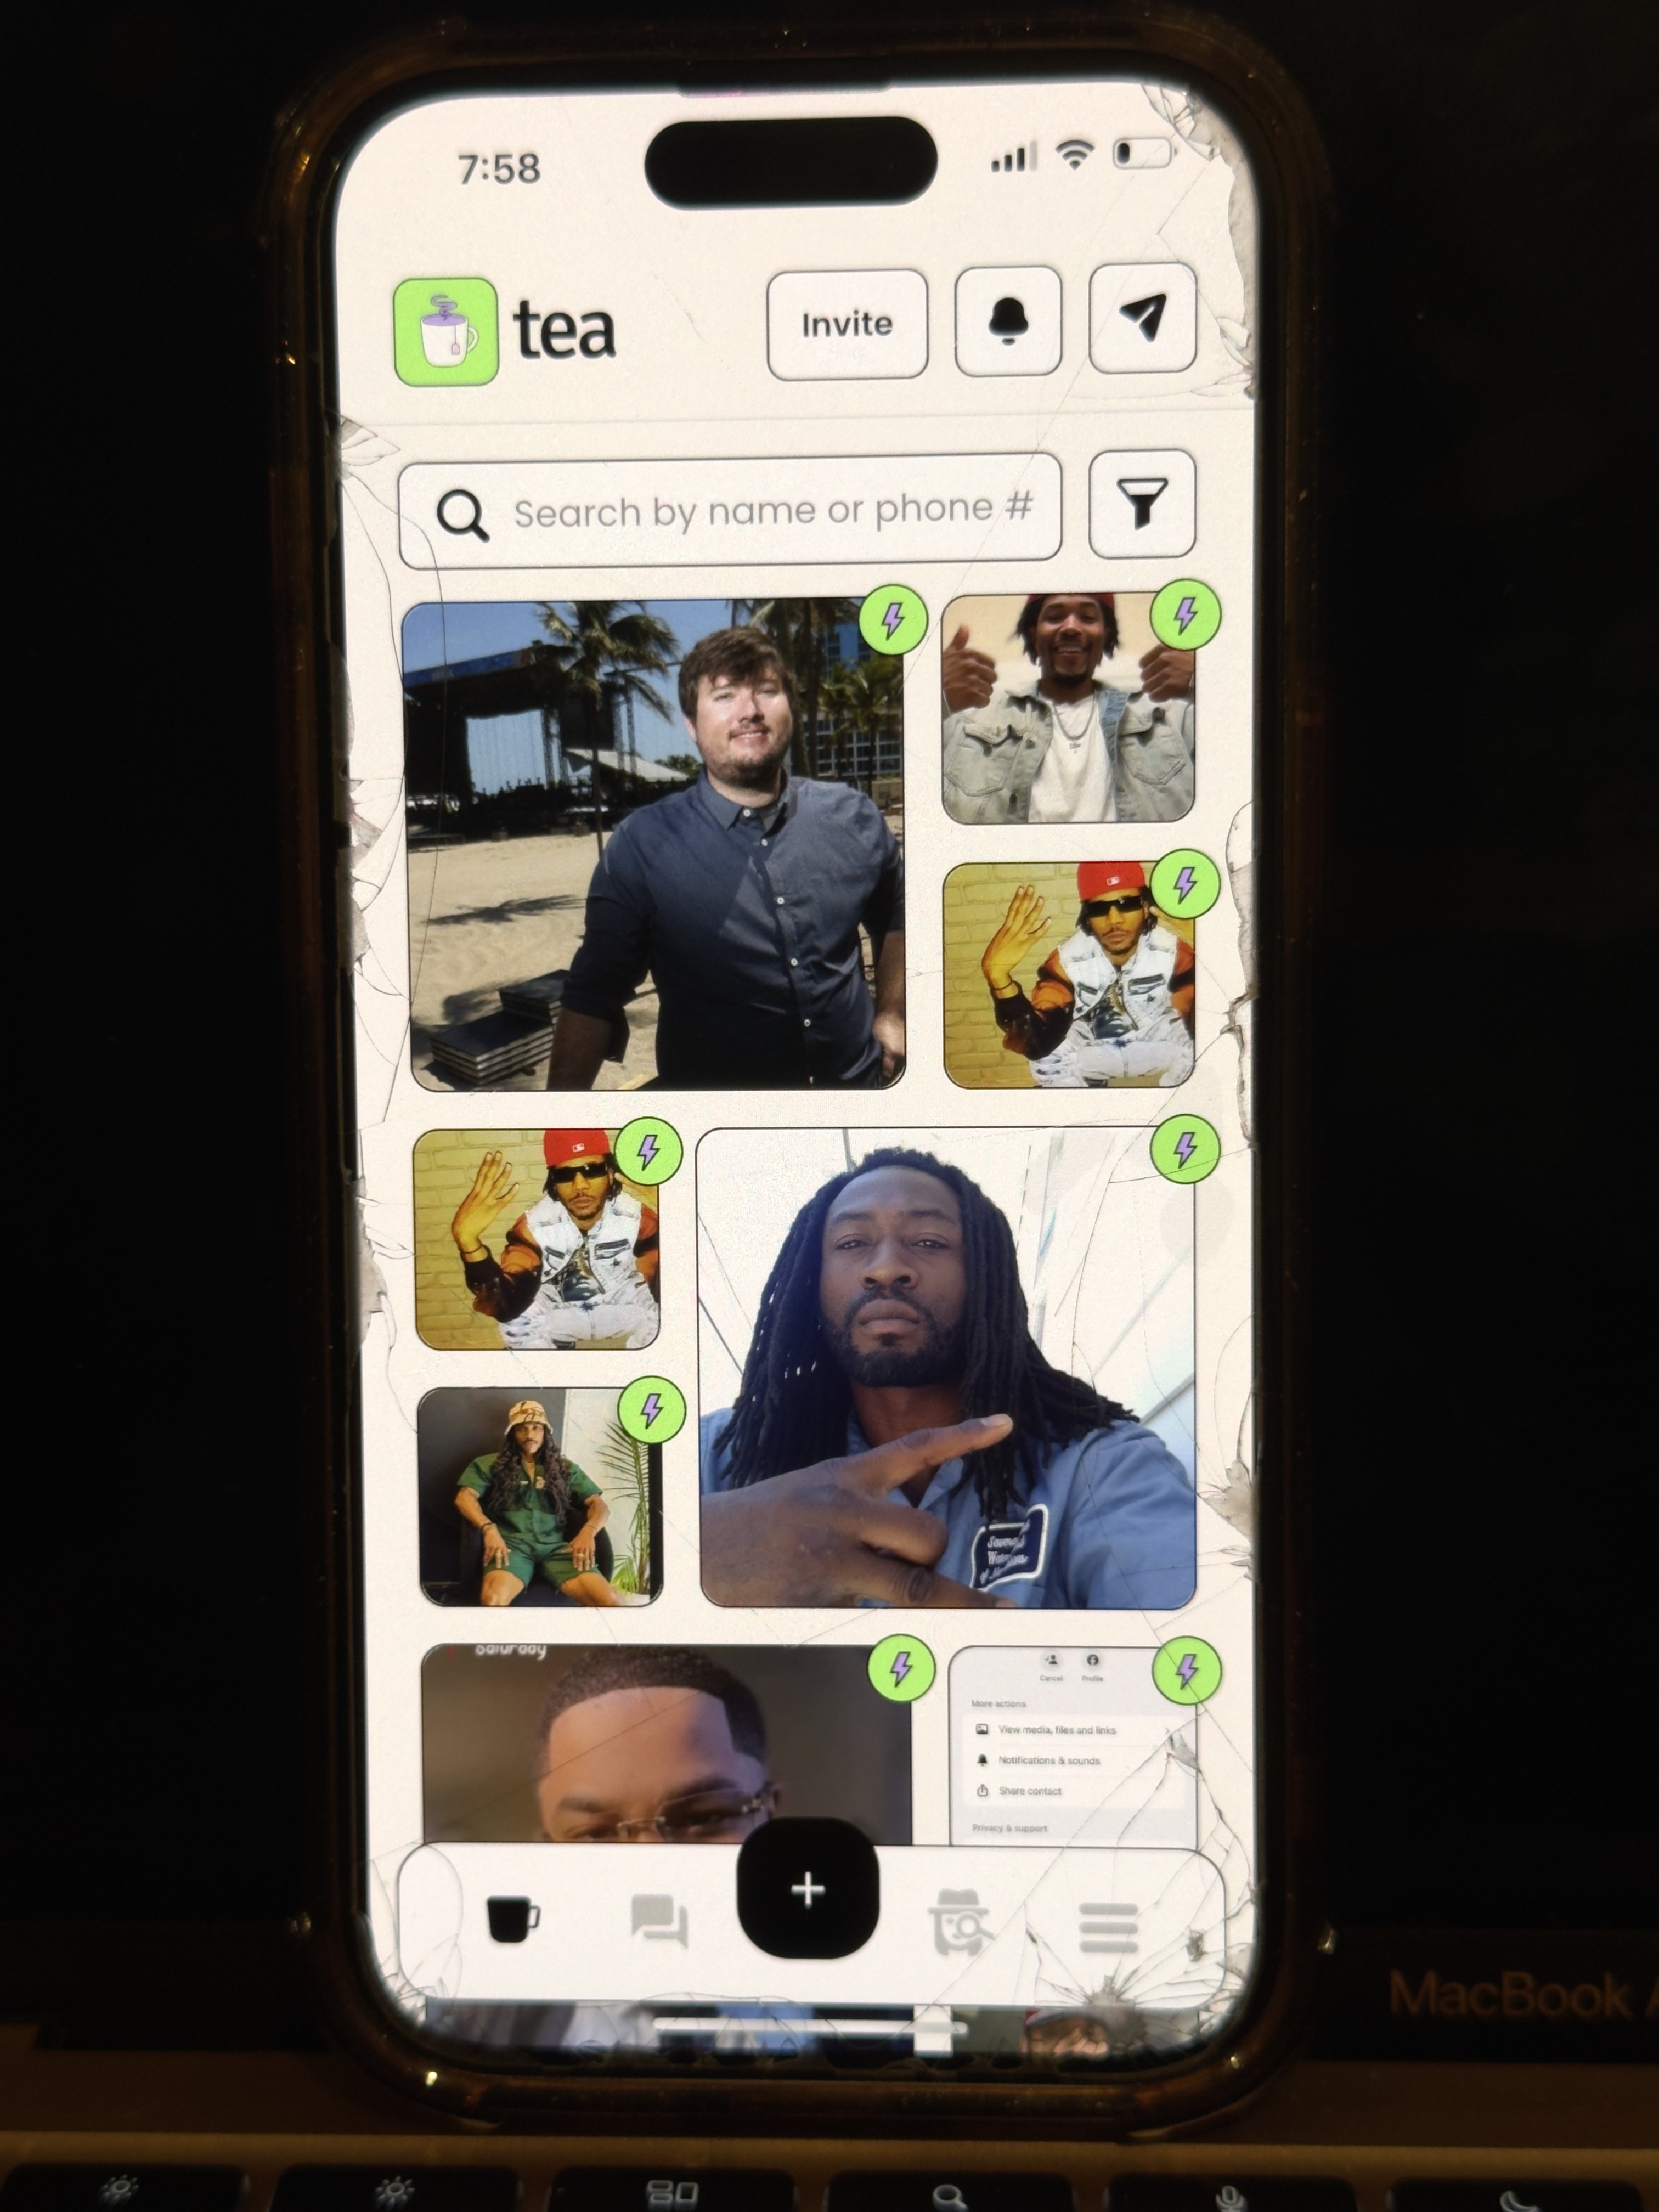 7:58
tea
Invite
Search by name or phone #
Saturday
Cancel Profile
More actions
View media, files and links
Notifications & sounds
Share contact
Privacy & support
MacBook A